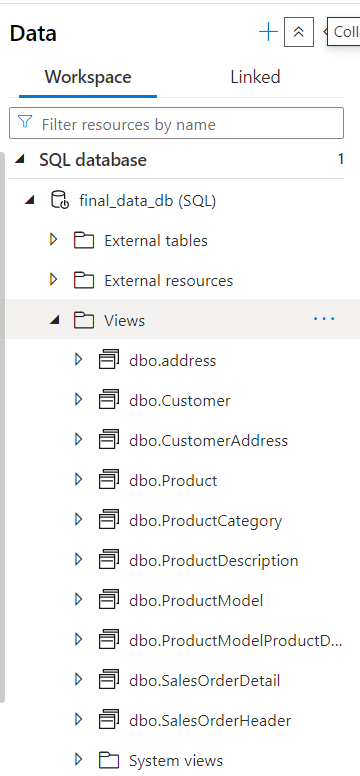 Data
Colla
Workspace Linked
Filter resources by name
SQL database 1
final_data_db (SQL)
External tables
External resources
Views ...
dbo.address
dbo.Customer
dbo.CustomerAddress
dbo.Product
dbo.ProductCategory
dbo.ProductDescription
dbo.ProductModel
dbo.ProductModelProductD...
dbo.SalesOrderDetail
dbo.SalesOrderHeader
System views